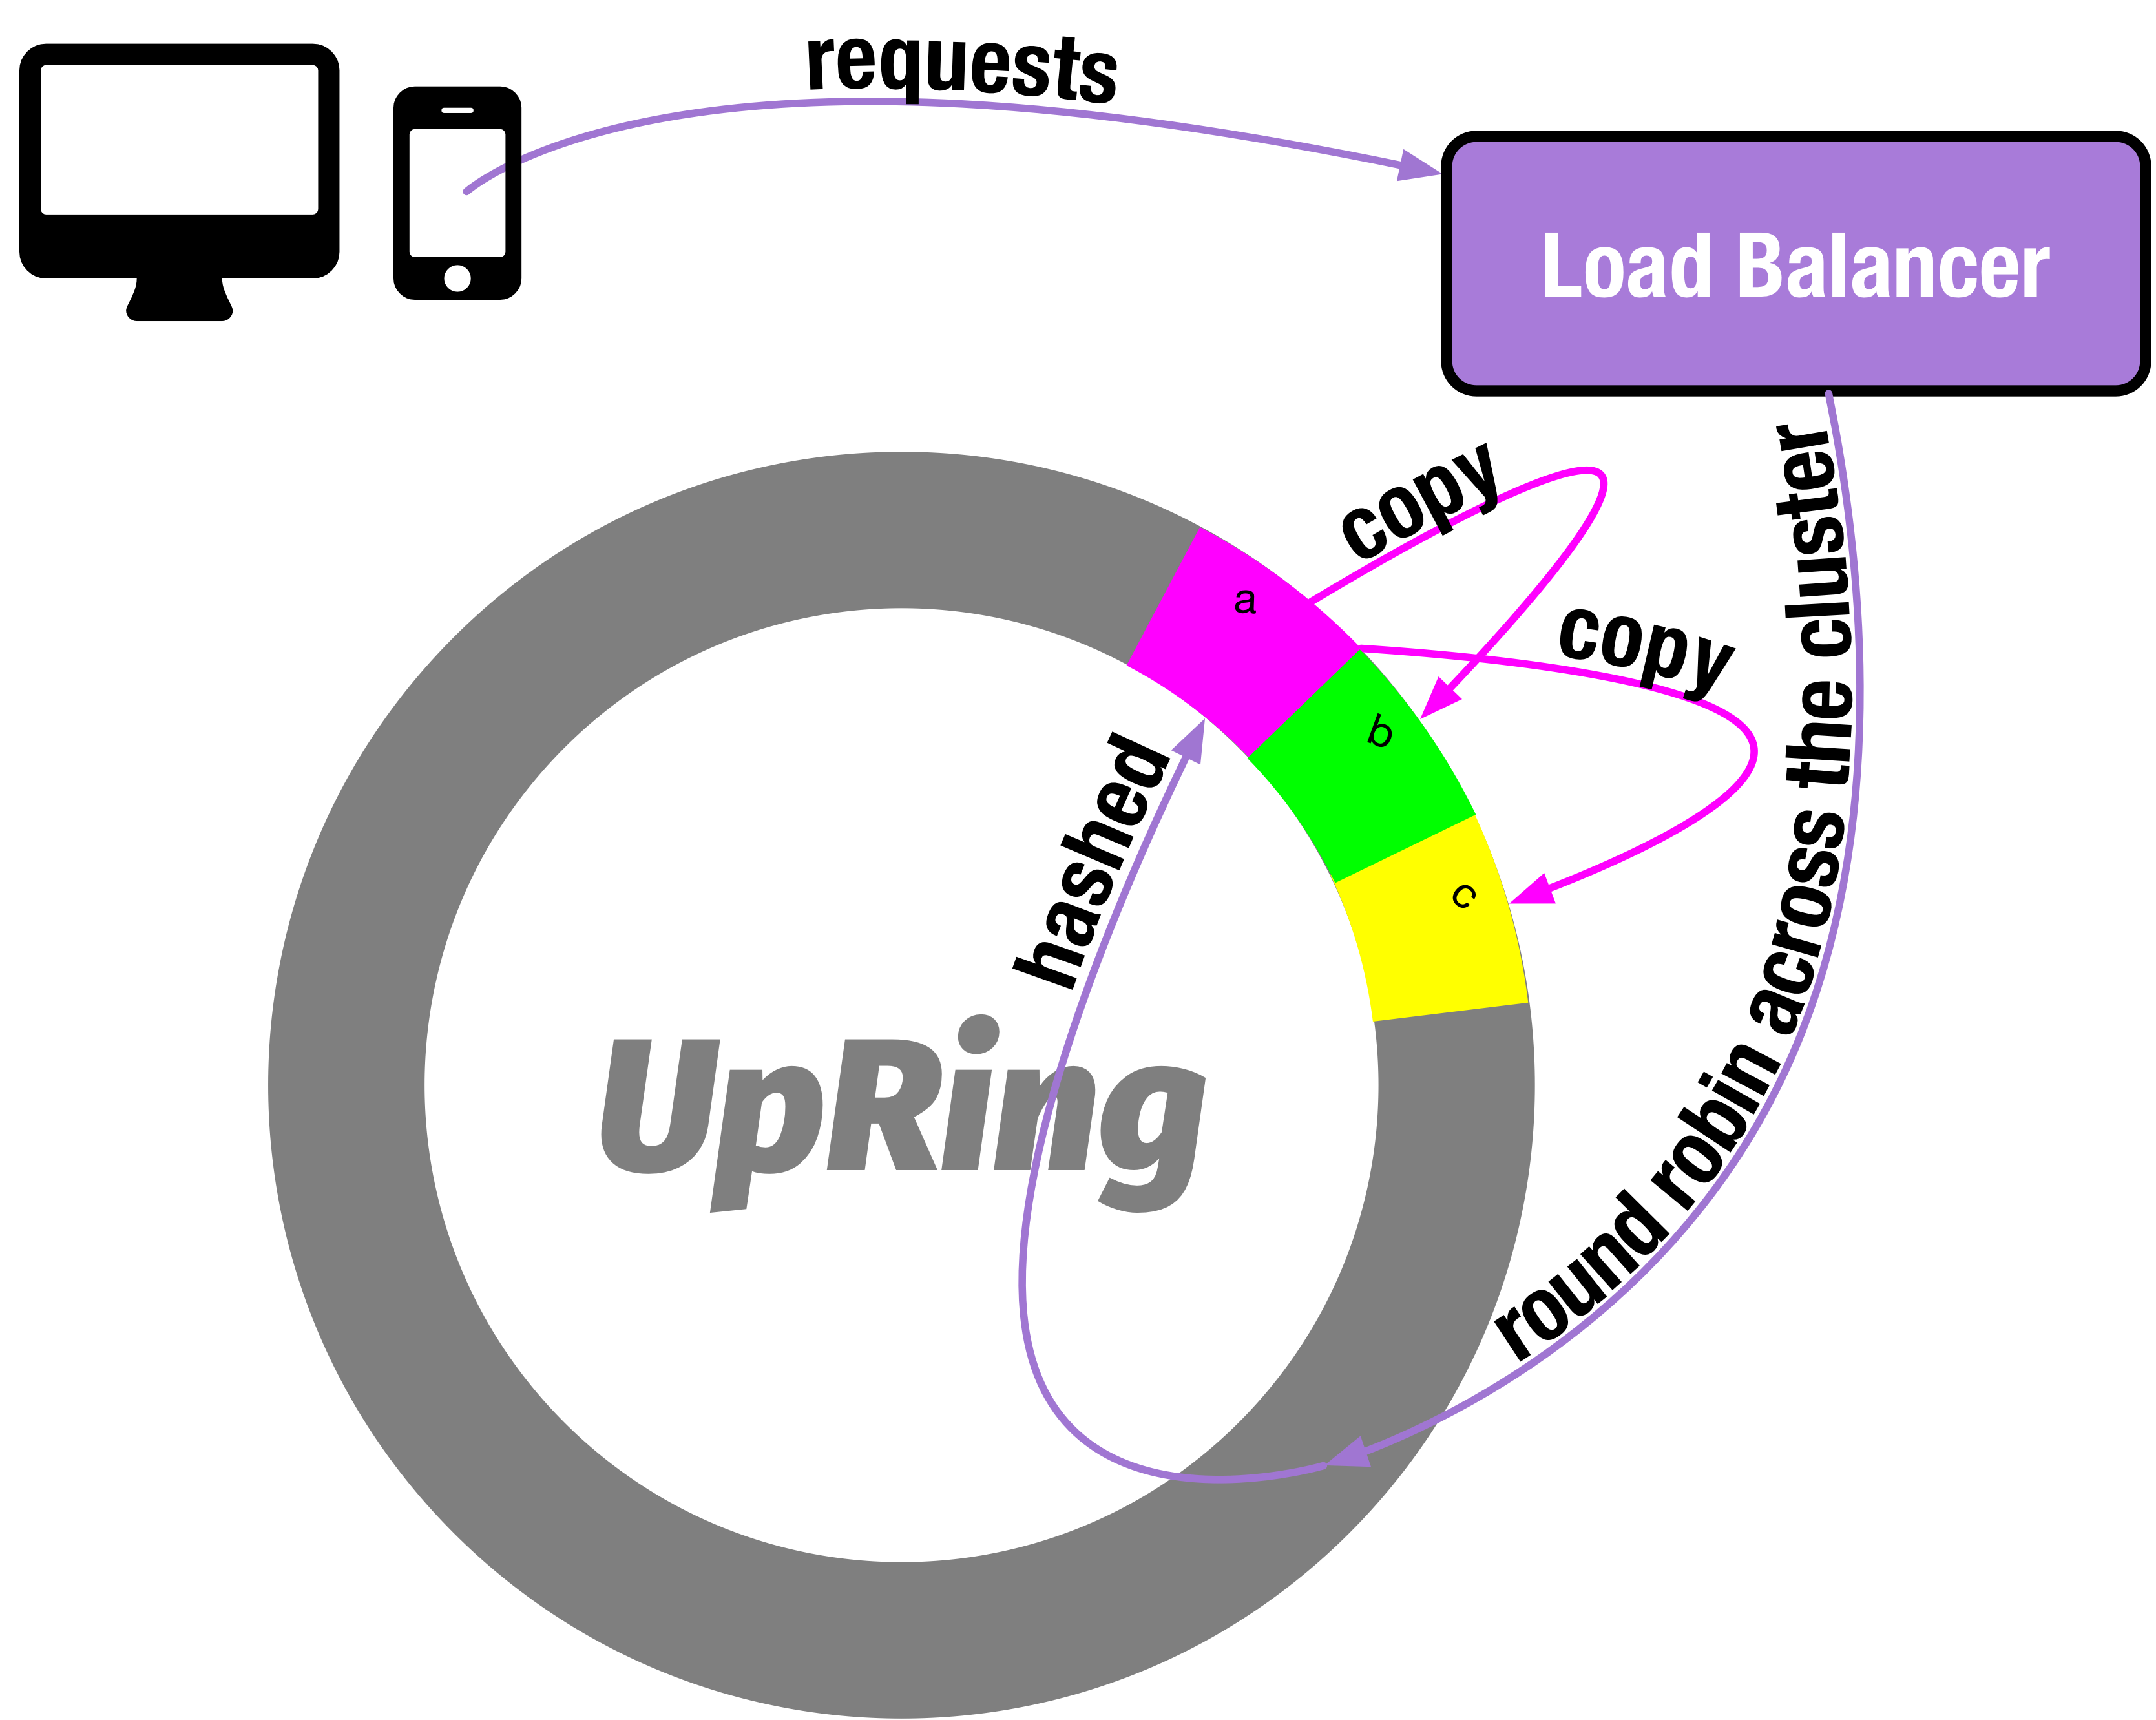 requests
Load Balancer
copy
a
copy
b
hashed
c
round robin across the cluster
UpRing